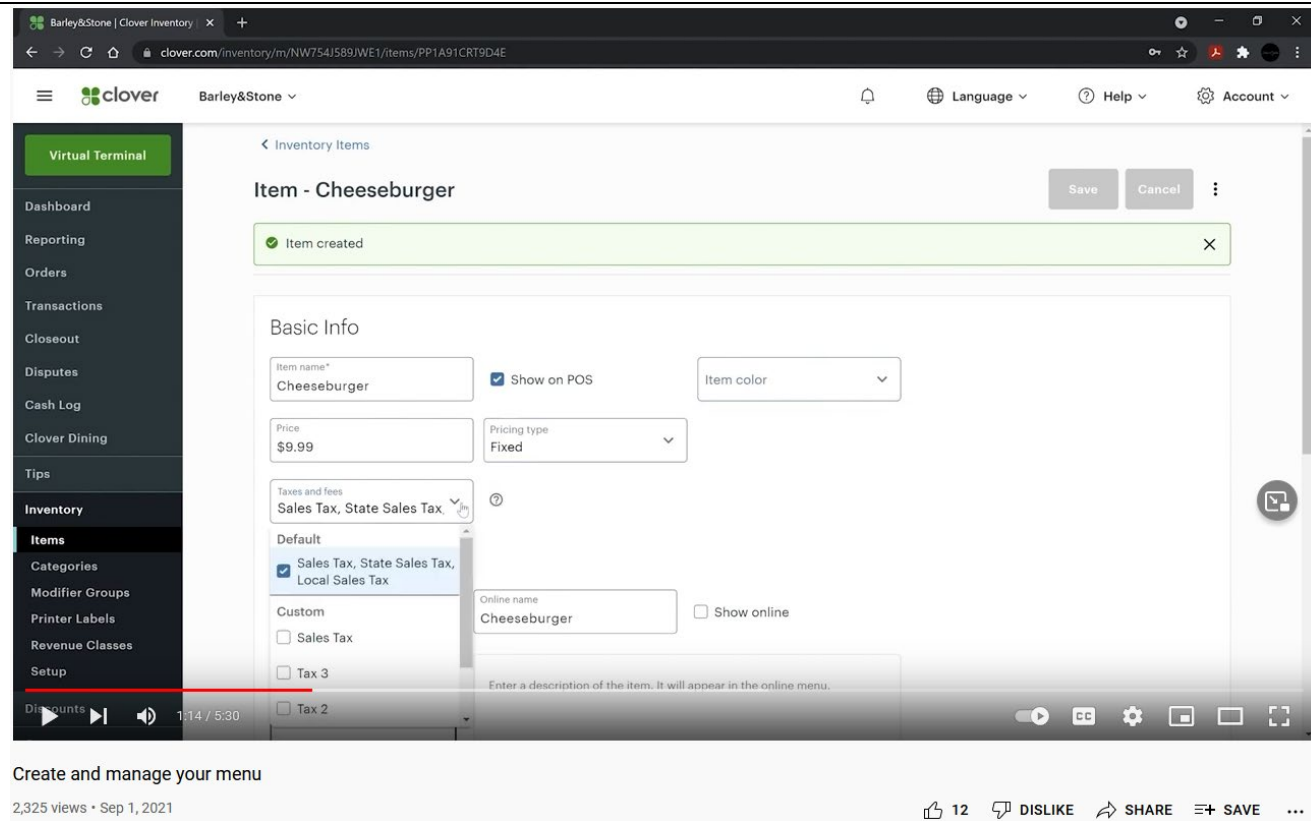 Barley&Stone | Clover Inventory
clover.com/inventory/m/NW754J589JWE1/items/PP1A91CRT9D4E
clover
Barley&Stone
Language
Help
Account
Virtual Terminal
Dashboard
Reporting
Orders
Transactions
Closeout
Disputes
Cash Log
Clover Dining
Tips
Inventory
Items
Categories
Modifier Groups
Printer Labels
Revenue Classes
Setup
Discounts
Inventory Items
Item - Cheeseburger
Save
Cancel
Item created
Basic Info
Item name*
Cheeseburger
Show on POS
Item color
Price
$9.99
Pricing type
Fixed
Taxes and fees
Sales Tax, State Sales Tax,
Default
Sales Tax, State Sales Tax,
Local Sales Tax
Custom
Sales Tax
Tax 3
Tax 2
Online name
Cheeseburger
Show online
Enter a description of the item. It will appear in the online menu.
1:14 / 5:30
CC
Create and manage your menu
2,325 views • Sep 1, 2021
12
DISLIKE
SHARE
SAVE